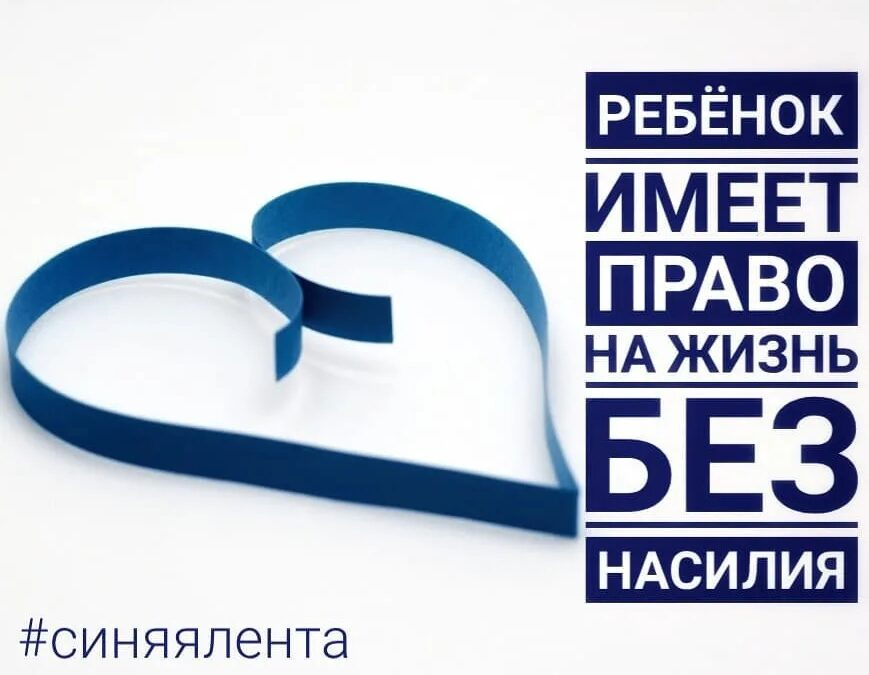 РЕБЁНОК
ИМЕЕТ
ПРАВО
НА ЖИЗНЬ
БЕЗ
НАСИЛИЯ
#синяялента